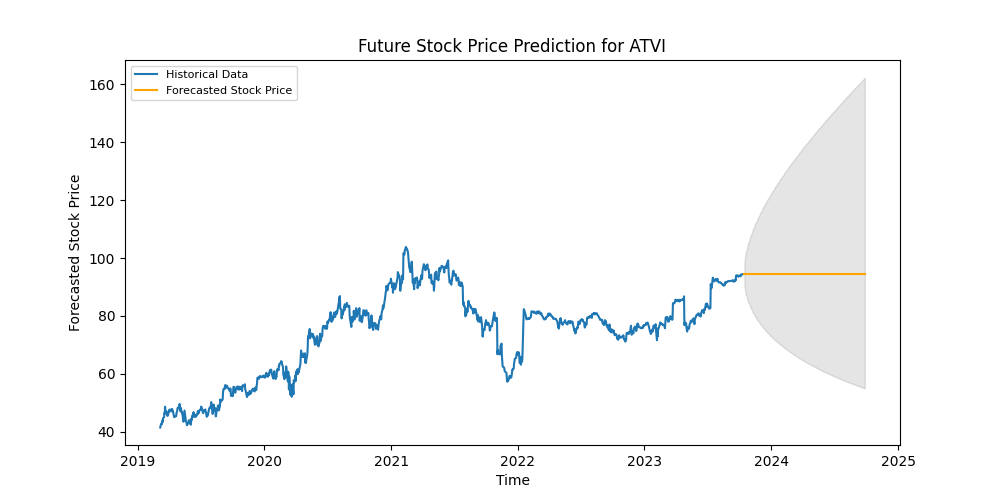 Future Stock Price Prediction for ATVI
Historical Data
Forecasted Stock Price
160
140
120
100
80
60
40
Forecasted Stock Price
2019 2020 2021 2022 2023 2024 2025
Time